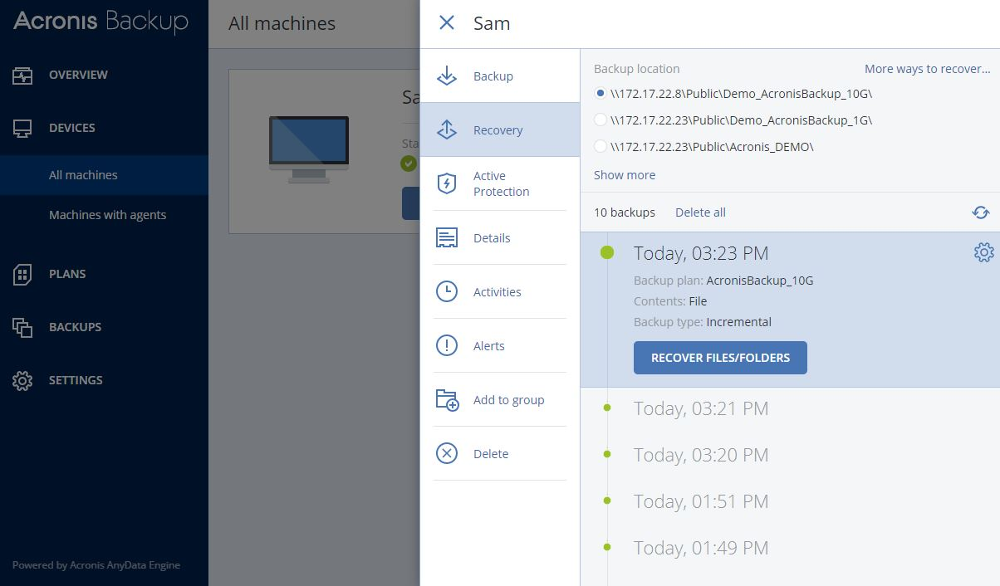 Acronis Backup
OVERVIEW
DEVICES
All machines
Machines with agents
PLANS
BACKUPS
SETTINGS
Powered by Acronis AnyData Engine
All machines
Sa
Sta
Sam
Backup
Recovery
Active
Protection
Details
Activities
Alerts
Add to group
Delete
Backup location
More ways to recover...
\\172.17.22.8\Public\Demo_AcronisBackup_10G\
\\172.17.22.23\Public\Demo_AcronisBackup_1G\
\\172.17.22.23\Public\Acronis_DEMO\
Show more
10 backups
Delete all
Today, 03:23 PM
Backup plan: AcronisBackup_10G
Contents: File
Backup type: Incremental
RECOVER FILES/FOLDERS
Today, 03:21 PM
Today, 03:20 PM
Today, 01:51 PM
Today, 01:49 PM